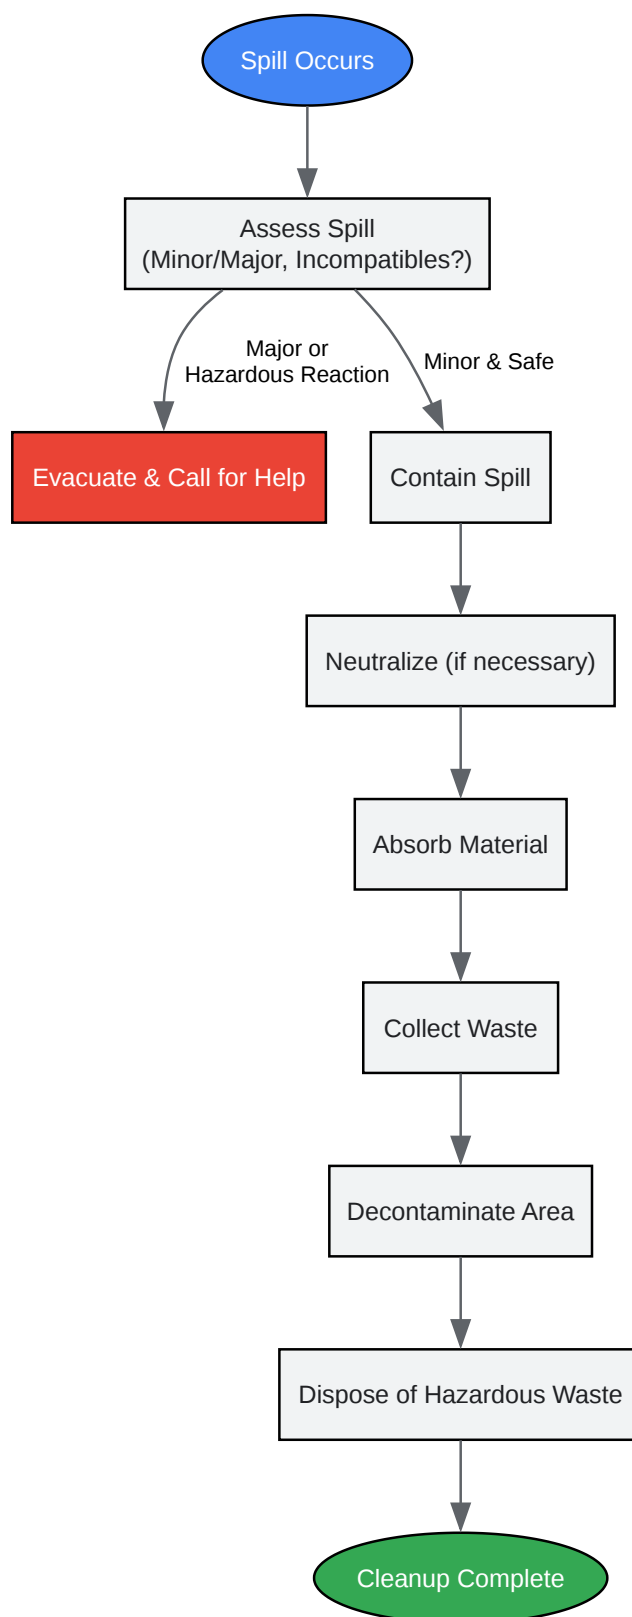 Spill Occurs
Assess Spill
(Minor/Major, Incompatibles?)
Major or
Hazardous Reaction
Minor & Safe
Evacuate & Call for Help
Contain Spill
Neutralize (if necessary)
Absorb Material
Collect Waste
Decontaminate Area
Dispose of Hazardous Waste
Cleanup Complete